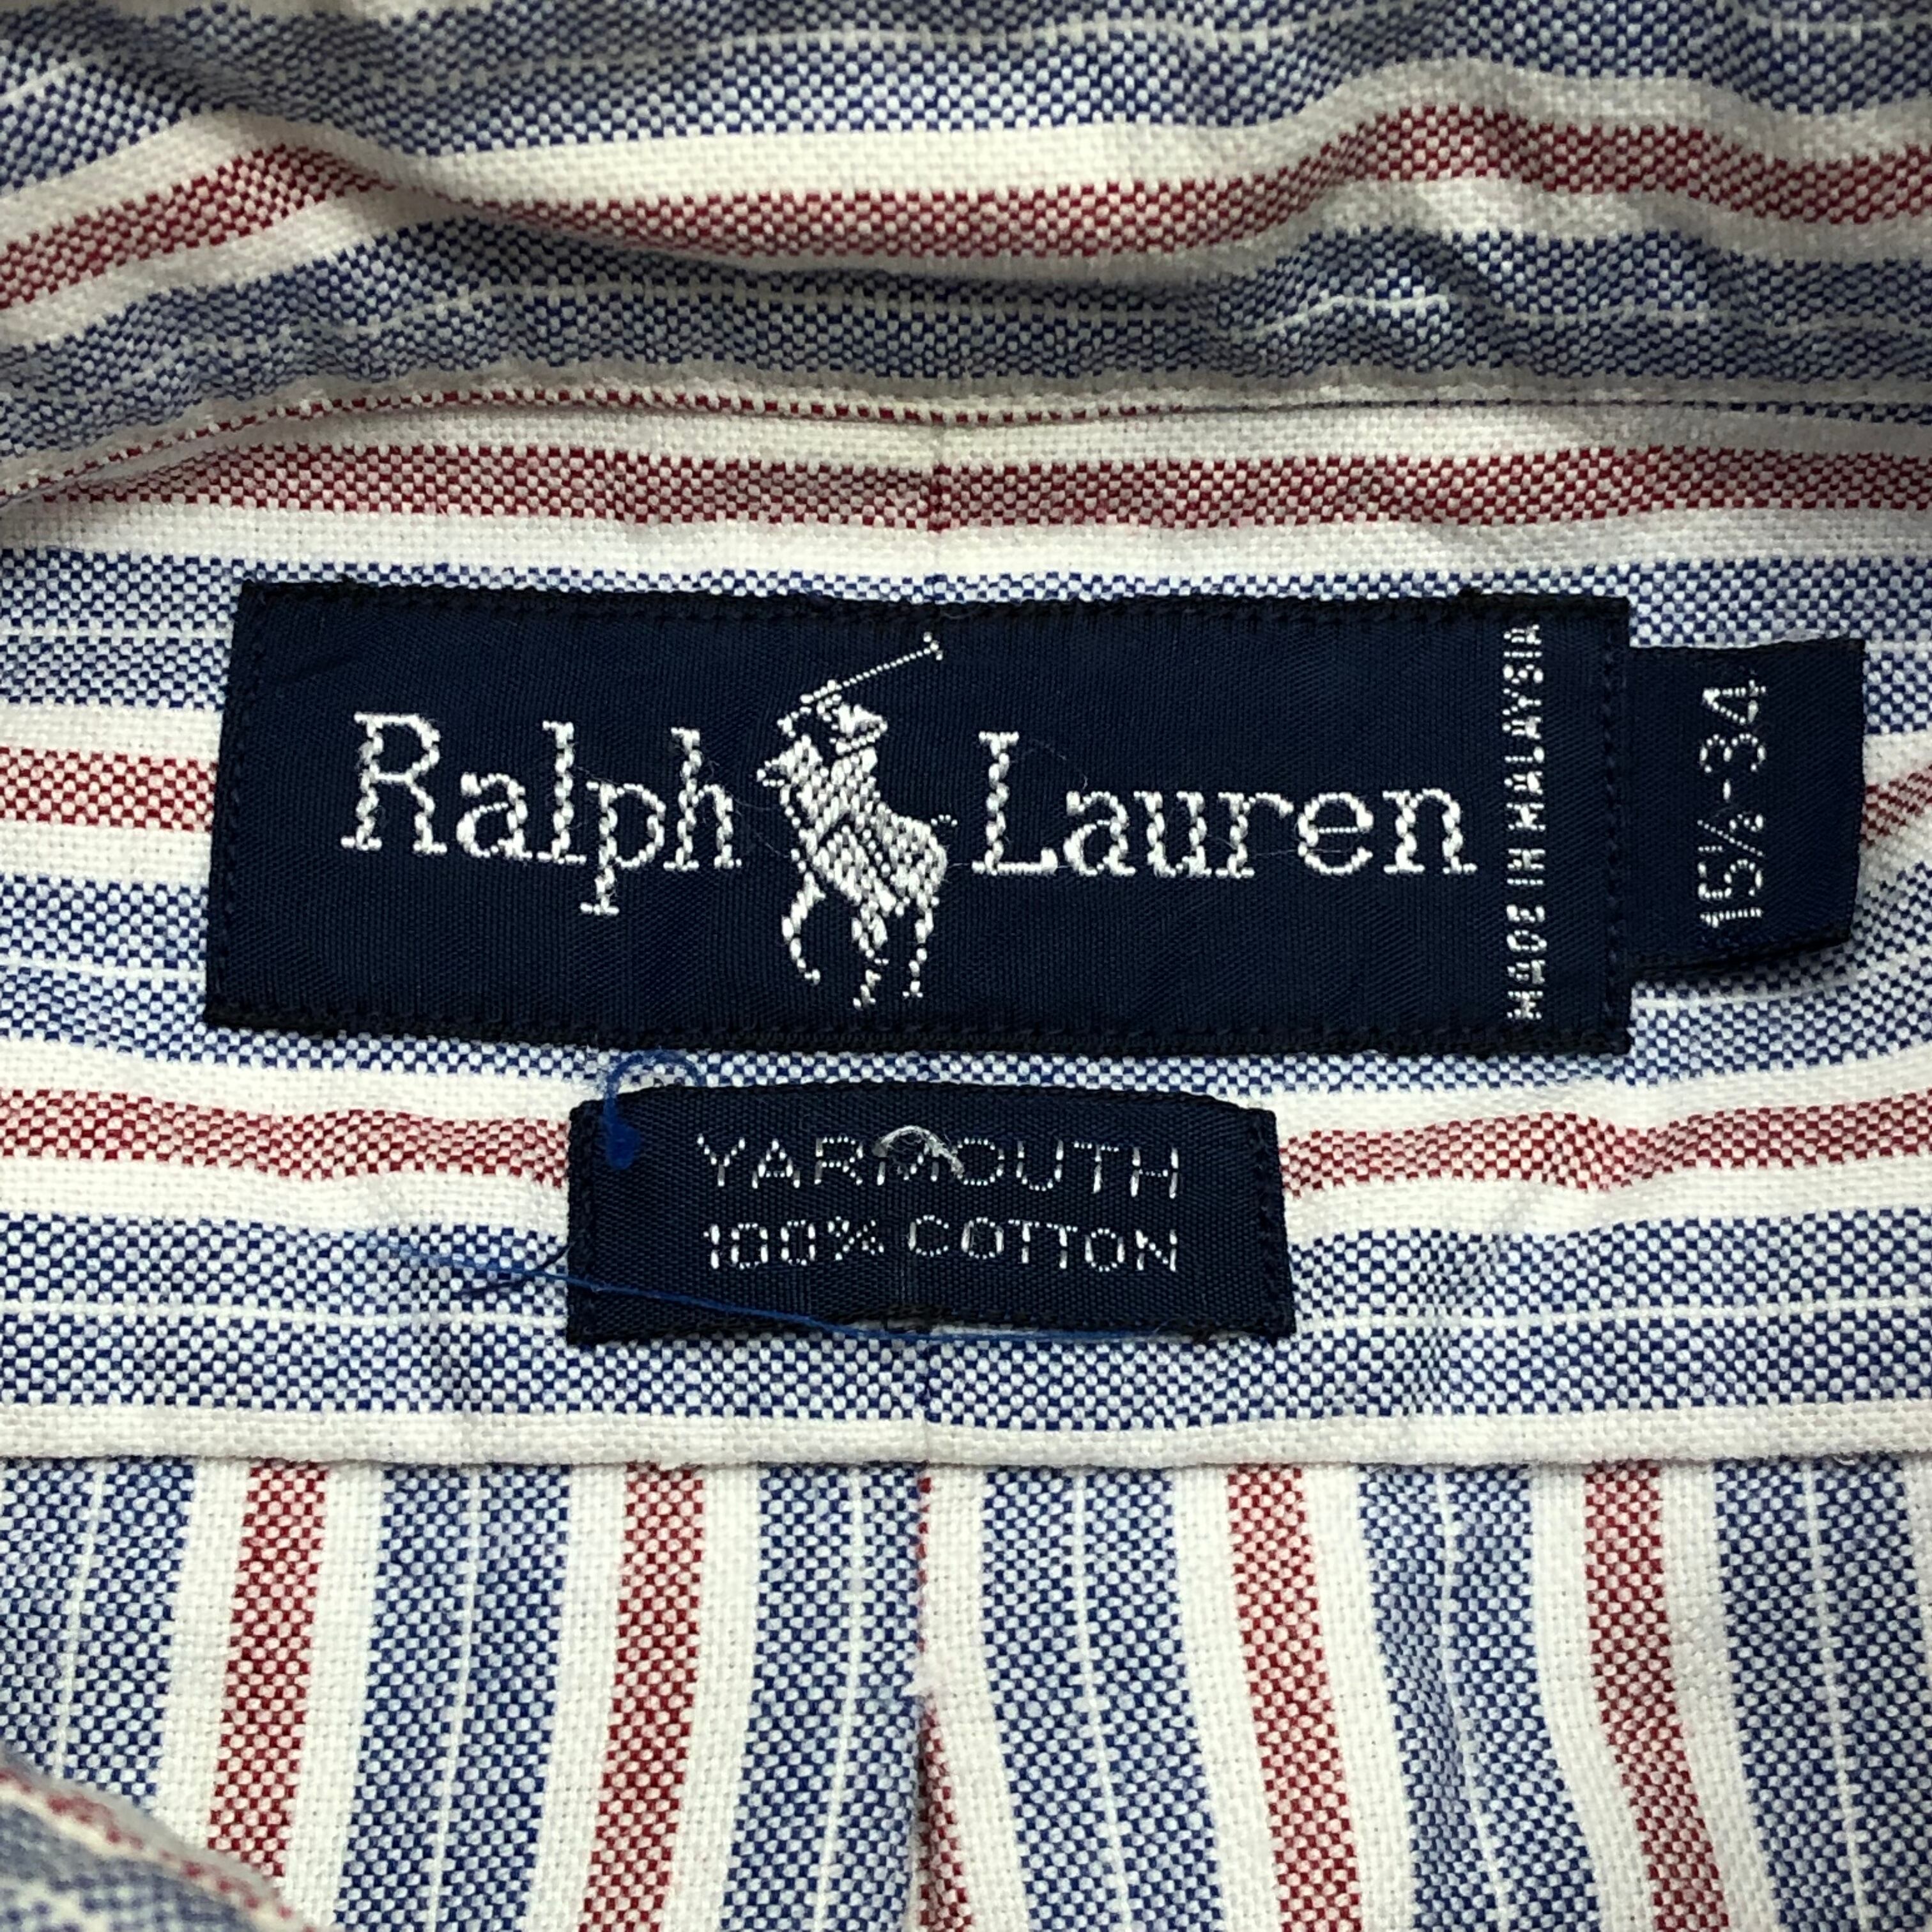 Ralph Lauren
MADE IN MALAYSIA
15½-34
YARMOUTH
100% COTTON